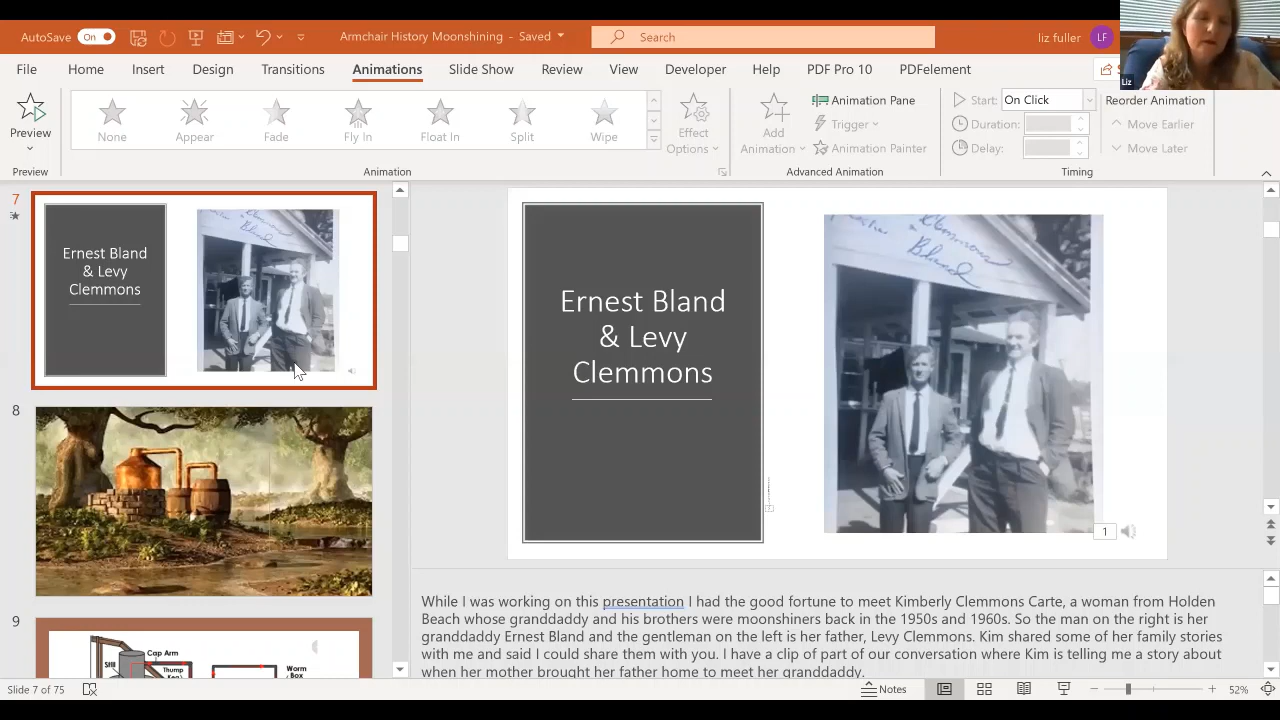 AutoSave On Armchair History Moonshining - Saved Search liz fuller LF
Liz
File Home Insert Design Transitions Animations Slide Show Review View Developer Help PDF Pro 10 PDFelement
Preview None Appear Fade Fly In Float In Split Wipe Effect Options Add Animation
Animation Pane
Trigger
Animation Painter
Start: On Click
Duration:
Delay:
Reorder Animation
Move Earlier
Move Later
Preview Animation Advanced Animation Timing
7
Ernest Bland
& Levy
Clemmons
8
9
Still
Cap Arm
Thump
Keg
Worm
Box
Ernest Bland
& Levy
Clemmons
Clemmons
Bland
1
While I was working on this presentation I had the good fortune to meet Kimberly Clemmons Carte, a woman from Holden
Beach whose granddaddy and his brothers were moonshiners back in the 1950s and 1960s. So the man on the right is her
granddaddy Ernest Bland and the gentleman on the left is her father, Levy Clemmons. Kim shared some of her family stories
with me and said I could share them with you. I have a clip of part of our conversation where Kim is telling me a story about
when her mother brought her father home to meet her granddaddy.
Slide 7 of 75 Notes 52%